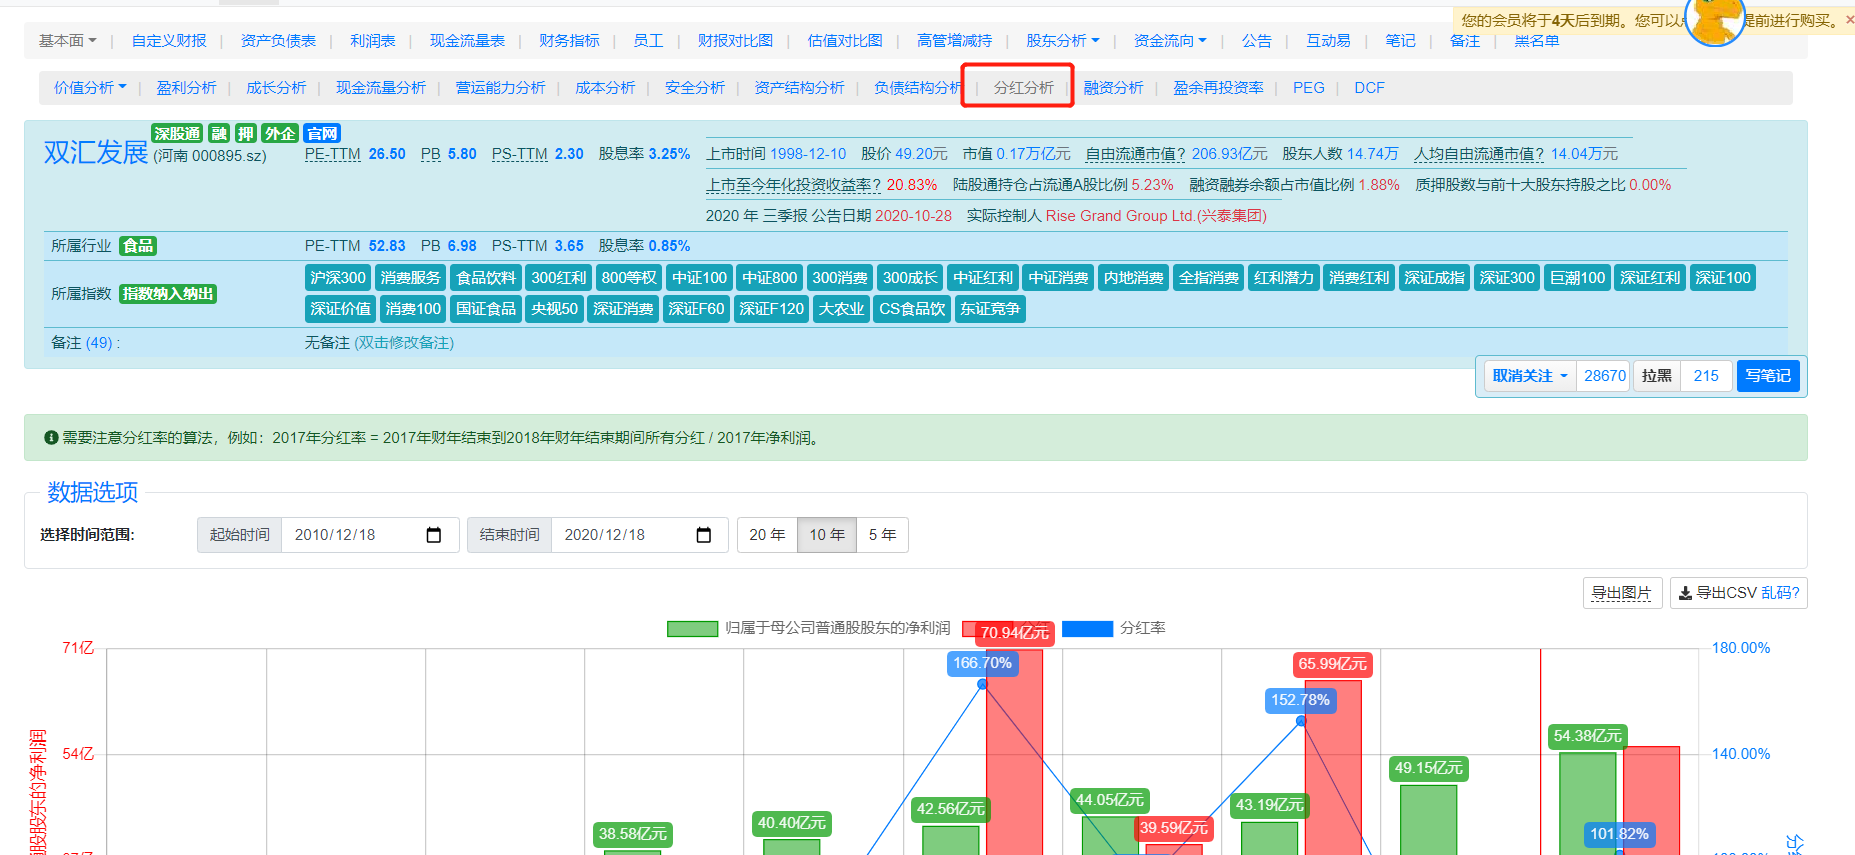 您的会员将于4天后到期。您可以 提前进行购买。 ×
基本面 | 自定义财报 | 资产负债表 | 利润表 | 现金流量表 | 财务指标 | 员工 | 财报对比图 | 估值对比图 | 高管增减持 | 股东分析 | 资金流向 | 公告 | 互动易 | 笔记 | 备注 | 黑名单
价值分析 | 盈利分析 | 成长分析 | 现金流量分析 | 营运能力分析 | 成本分析 | 安全分析 | 资产结构分析 | 负债结构分析 | 分红分析 | 融资分析 | 盈余再投资率 | PEG | DCF
双汇发展 深股通 融 押 外企 官网
(河南 000895.sz) PE-TTM 26.50 PB 5.80 PS-TTM 2.30 股息率 3.25% 上市时间 1998-12-10 股价 49.20元 市值 0.17万亿元 自由流通市值? 206.93亿元 股东人数 14.74万 人均自由流通市值? 14.04万元
上市至今年化投资收益率? 20.83% 陆股通持仓占流通A股比例 5.23% 融资融券余额占市值比例 1.88% 质押股数与前十大股东持股之比 0.00%
2020 年 三季报 公告日期 2020-10-28 实际控制人 Rise Grand Group Ltd.(兴泰集团)
所属行业 食品 PE-TTM 52.83 PB 6.98 PS-TTM 3.65 股息率 0.85%
所属指数 指数纳入纳出 沪深300 消费服务 食品饮料 300红利 800等权 中证100 中证800 300消费 300成长 中证红利 中证消费 内地消费 全指消费 红利潜力 消费红利 深证成指 深证300 巨潮100 深证红利 深证100
深证价值 消费100 国证食品 央视50 深证消费 深证F60 深证F120 大农业 CS食品饮 东证竞争
备注 (49) : 无备注 (双击修改备注)
取消关注 28670 拉黑 215 写笔记
需要注意分红率的算法，例如：2017年分红率 = 2017年财年结束到2018年财年结束期间所有分红 / 2017年净利润。
数据选项
选择时间范围: 起始时间 2010/12/18 结束时间 2020/12/18 20 年 10 年 5 年
导出图片 导出CSV 乱码?
归属于母公司普通股股东的净利润 分红率
71亿
54亿
180.00%
140.00%
38.58亿元
40.40亿元
42.56亿元
166.70%
70.94亿元
44.05亿元
39.59亿元
43.19亿元
152.78%
65.99亿元
49.15亿元
54.38亿元
101.82%
股股东的净利润